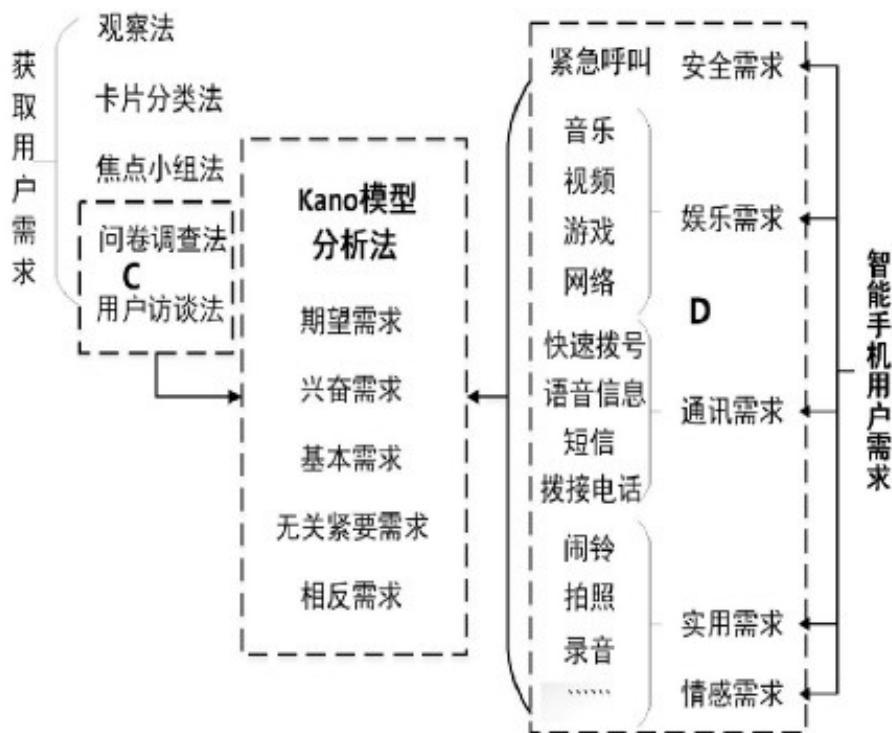 获取用户需求
观察法
卡片分类法
焦点小组法
问卷调查法
C
用户访谈法
Kano模型
分析法
期望需求
兴奋需求
基本需求
无关紧要需求
相反需求
紧急呼叫
音乐
视频
游戏
网络
快速拨号
语音信息
短信
拨接电话
闹铃
拍照
录音
……
安全需求
娱乐需求
D
通讯需求
实用需求
情感需求
智能手机用户需求